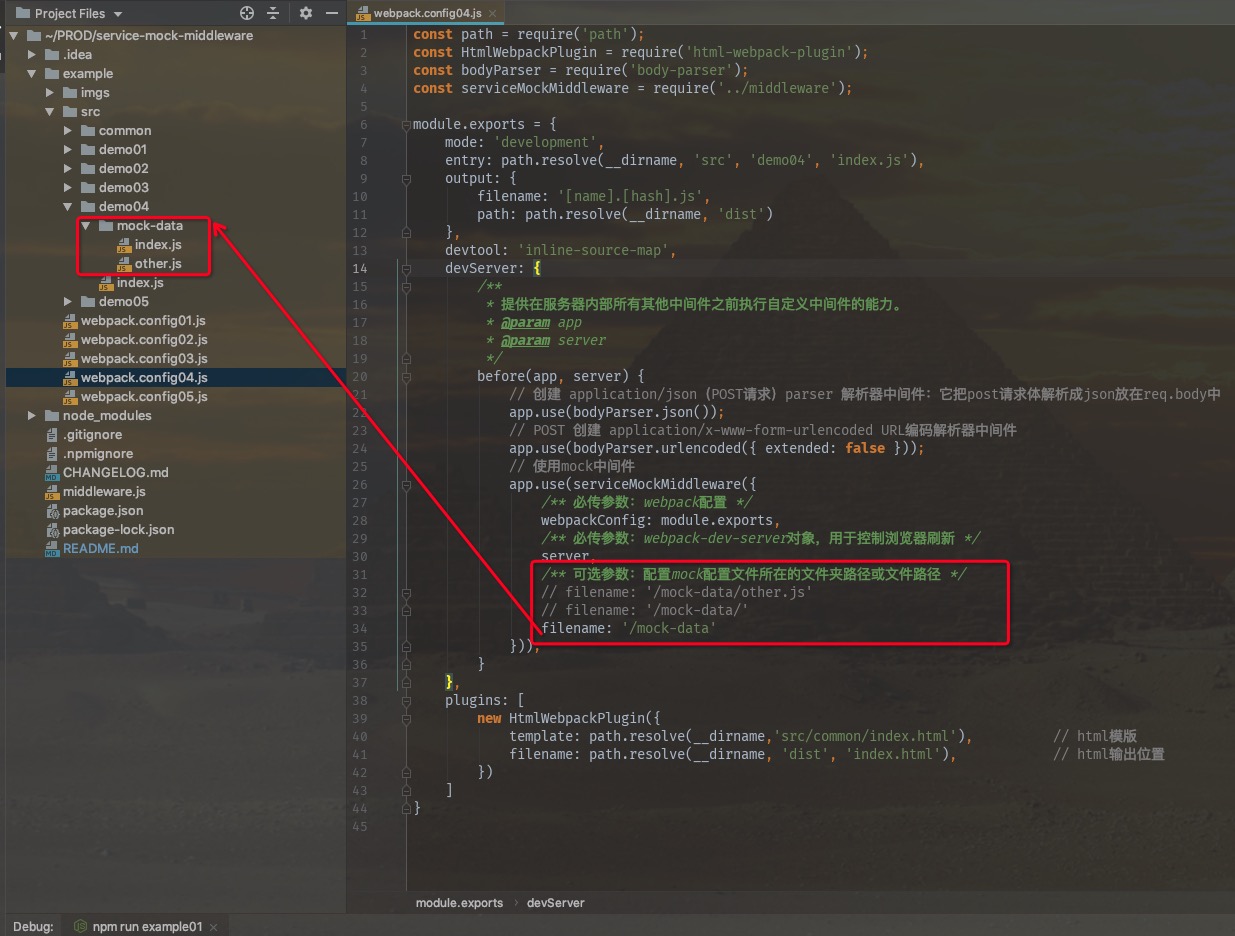 Project Files
~/PROD/service-mock-middleware
.idea
example
imgs
src
common
demo01
demo02
demo03
demo04
mock-data
index.js
other.js
index.js
demo05
webpack.config01.js
webpack.config02.js
webpack.config03.js
webpack.config04.js
webpack.config05.js
node_modules
.gitignore
.npmignore
CHANGELOG.md
middleware.js
package.json
package-lock.json
README.md
webpack.config04.js
1 const path = require('path');
2 const HtmlWebpackPlugin = require('html-webpack-plugin');
3 const bodyParser = require('body-parser');
4 const serviceMockMiddleware = require('../middleware');
5
6 module.exports = {
7 mode: 'development',
8 entry: path.resolve(__dirname, 'src', 'demo04', 'index.js'),
9 output: {
10 filename: '[name].[hash].js',
11 path: path.resolve(__dirname, 'dist')
12 },
13 devtool: 'inline-source-map',
14 devServer: {
15 /**
16 * 提供在服务器内部所有其他中间件之前执行自定义中间件的能力。
17 * @param app
18 * @param server
19 */
20 before(app, server) {
21 // 创建 application/json (POST请求) parser 解析器中间件：它把post请求体解析成json放在req.body中
22 app.use(bodyParser.json());
23 // POST 创建 application/x-www-form-urlencoded URL编码解析器中间件
24 app.use(bodyParser.urlencoded({ extended: false }));
25 // 使用mock中间件
26 app.use(serviceMockMiddleware({
27 /** 必传参数：webpack配置 */
28 webpackConfig: module.exports,
29 /** 必传参数：webpack-dev-server对象，用于控制浏览器刷新 */
30 server,
31 /** 可选参数：配置mock配置文件所在的文件夹路径或文件路径 */
32 // filename: '/mock-data/other.js'
33 // filename: '/mock-data/'
34 filename: '/mock-data'
35 }));
36 }
37 },
38 plugins: [
39 new HtmlWebpackPlugin({
40 template: path.resolve(__dirname,'src/common/index.html'), // html模版
41 filename: path.resolve(__dirname, 'dist', 'index.html'), // html输出位置
42 })
43 ]
44 }
45
module.exports › devServer
Debug: npm run example01